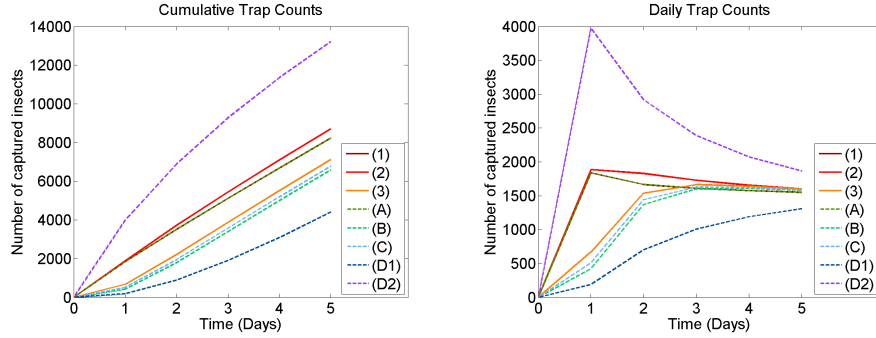 Cumulative Trap Counts
14000
12000
10000
8000
6000
4000
2000
0
Number of captured insects
0 1 2 3 4 5
Time (Days)
(1)
(2)
(3)
(A)
(B)
(C)
(D1)
(D2)
Daily Trap Counts
4000
3500
3000
2500
2000
1500
1000
500
0
Number of captured insects
0 1 2 3 4 5
Time (Days)
(1)
(2)
(3)
(A)
(B)
(C)
(D1)
(D2)